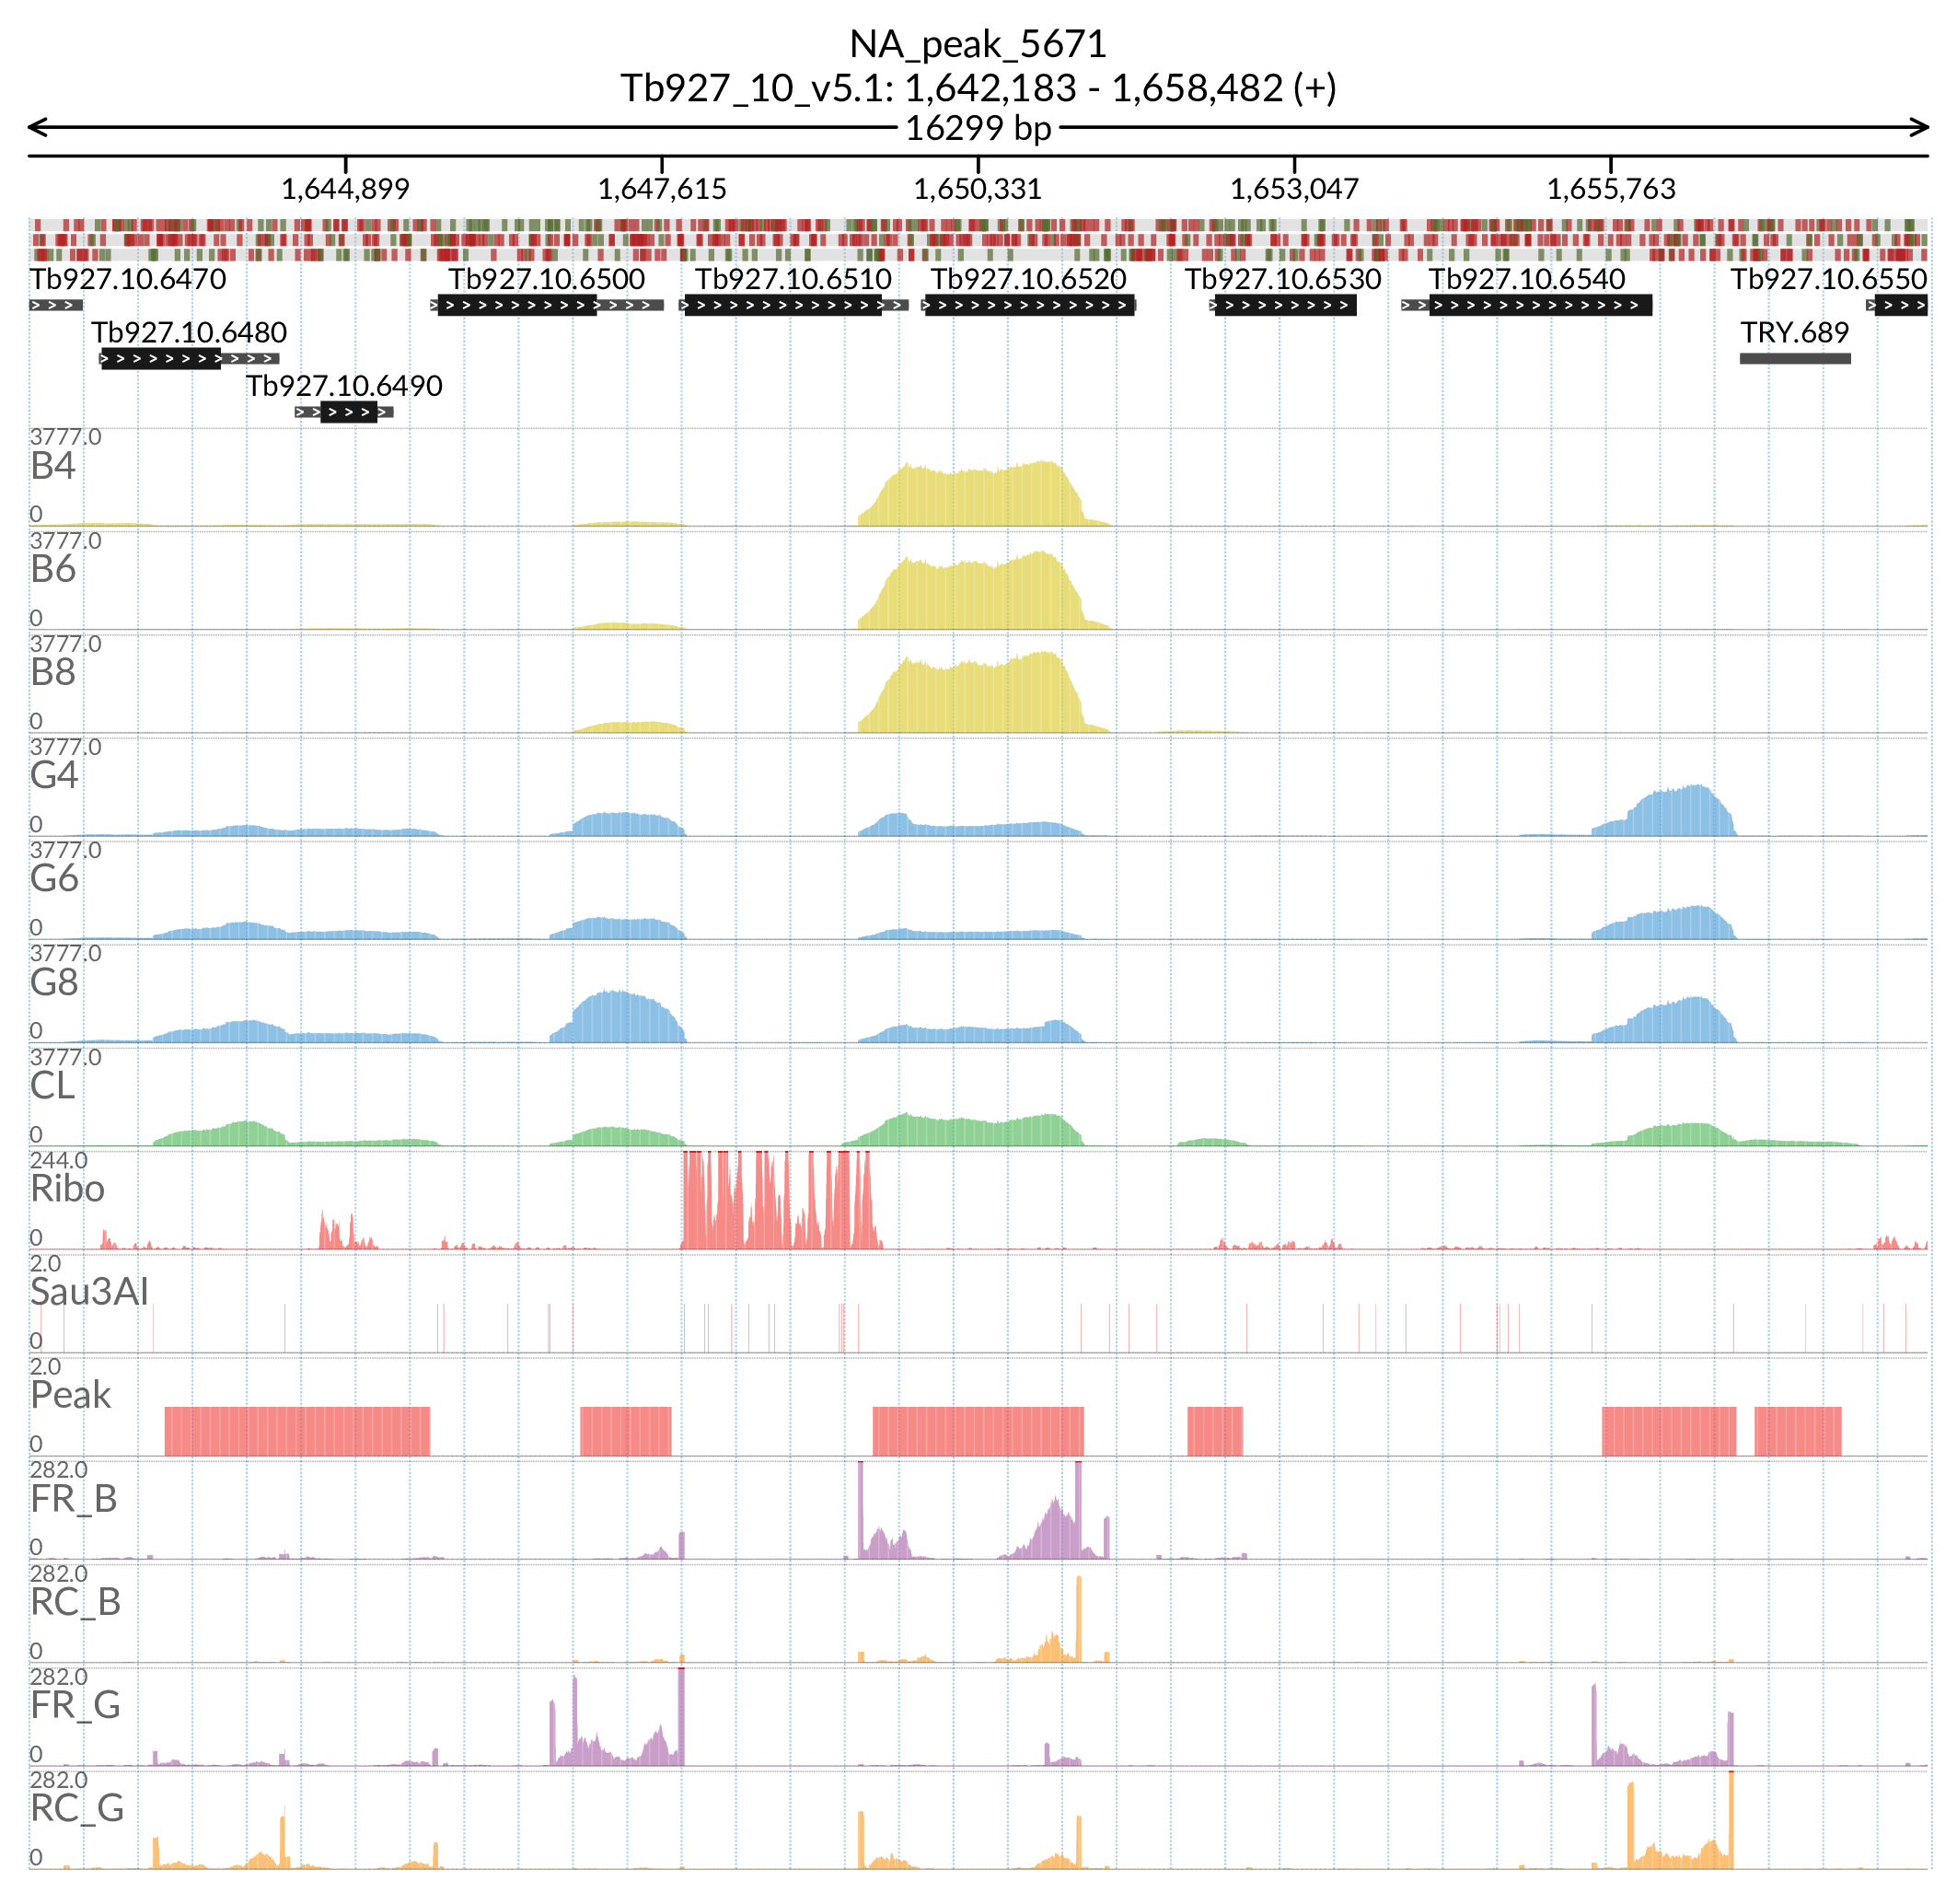 NA_peak_5671
Tb927_10_v5.1: 1,642,183 - 1,658,482 (+)
16299 bp
1,644,899 1,647,615 1,650,331 1,653,047 1,655,763
Tb927.10.6470 Tb927.10.6500 Tb927.10.6510 Tb927.10.6520 Tb927.10.6530 Tb927.10.6540 Tb927.10.6550
Tb927.10.6480 TRY.689
Tb927.10.6490
3777.0
B4
0
3777.0
B6
0
3777.0
B8
0
3777.0
G4
0
3777.0
G6
0
3777.0
G8
0
3777.0
CL
0
244.0
Ribo
0
2.0
Sau3AI
0
2.0
Peak
0
282.0
FR_B
0
282.0
RC_B
0
282.0
FR_G
0
282.0
RC_G
0